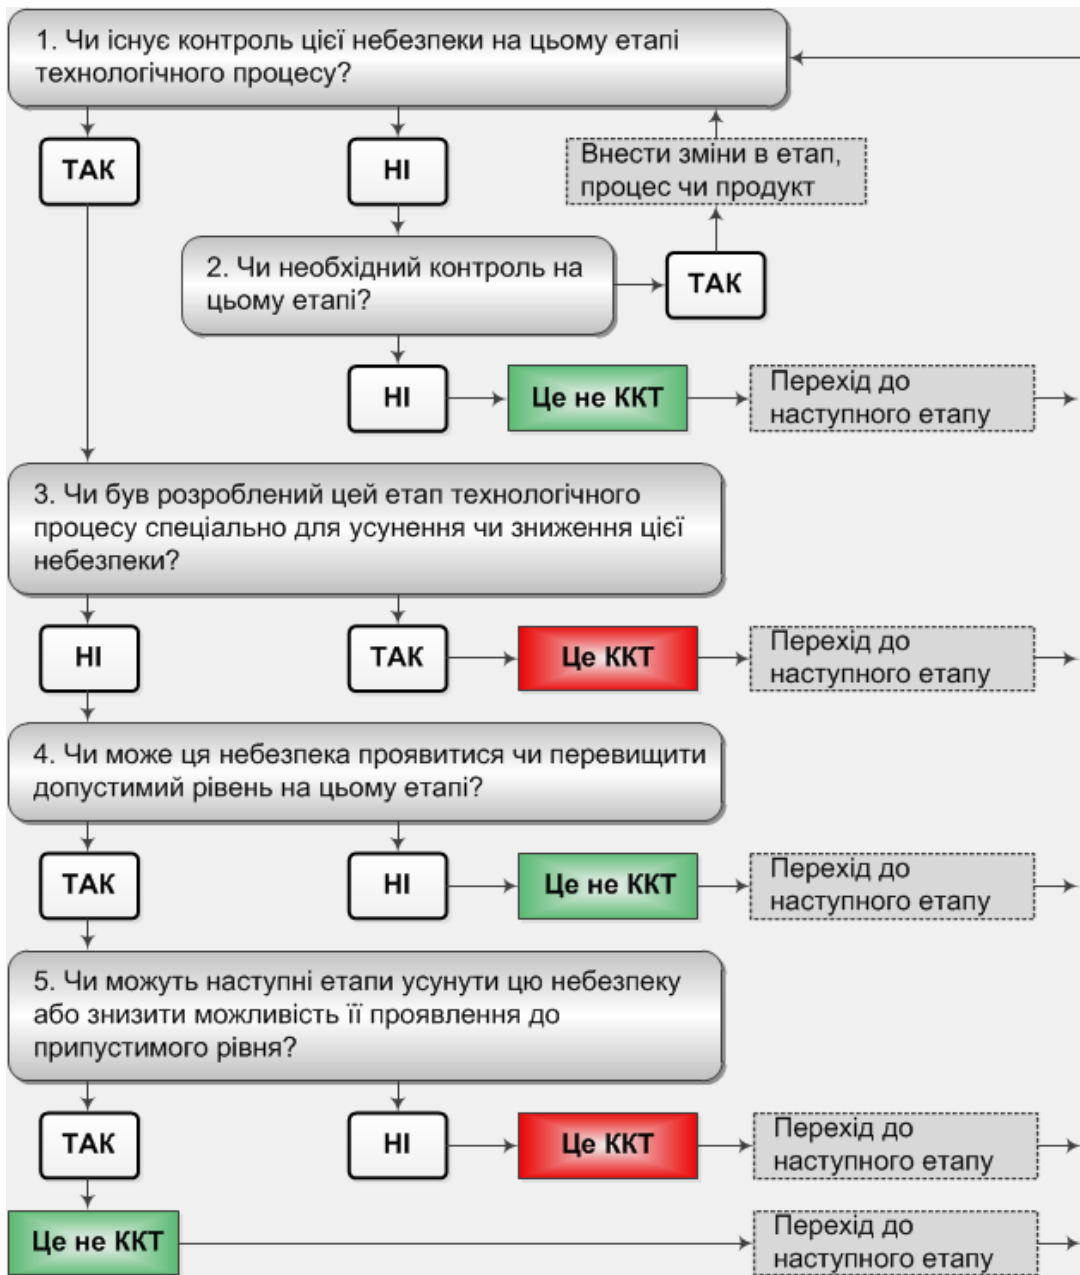 1. Чи існує контроль цієї небезпеки на цьому етапі
технологічного процесу?
ТАК
НІ
Внести зміни в етап,
процес чи продукт
2. Чи необхідний контроль на
цьому етапі?
ТАК
НІ
Це не ККТ
Перехід до
наступного етапу
3. Чи був розроблений цей етап технологічного
процесу спеціально для усунення чи зниження цієї
небезпеки?
НІ
ТАК
Це ККТ
Перехід до
наступного етапу
4. Чи може ця небезпека проявитися чи перевищити
допустимий рівень на цьому етапі?
ТАК
НІ
Це не ККТ
Перехід до
наступного етапу
5. Чи можуть наступні етапи усунути цю небезпеку
або знизити можливість її проявлення до
припустимого рівня?
ТАК
НІ
Це ККТ
Перехід до
наступного етапу
Це не ККТ
Перехід до
наступного етапу